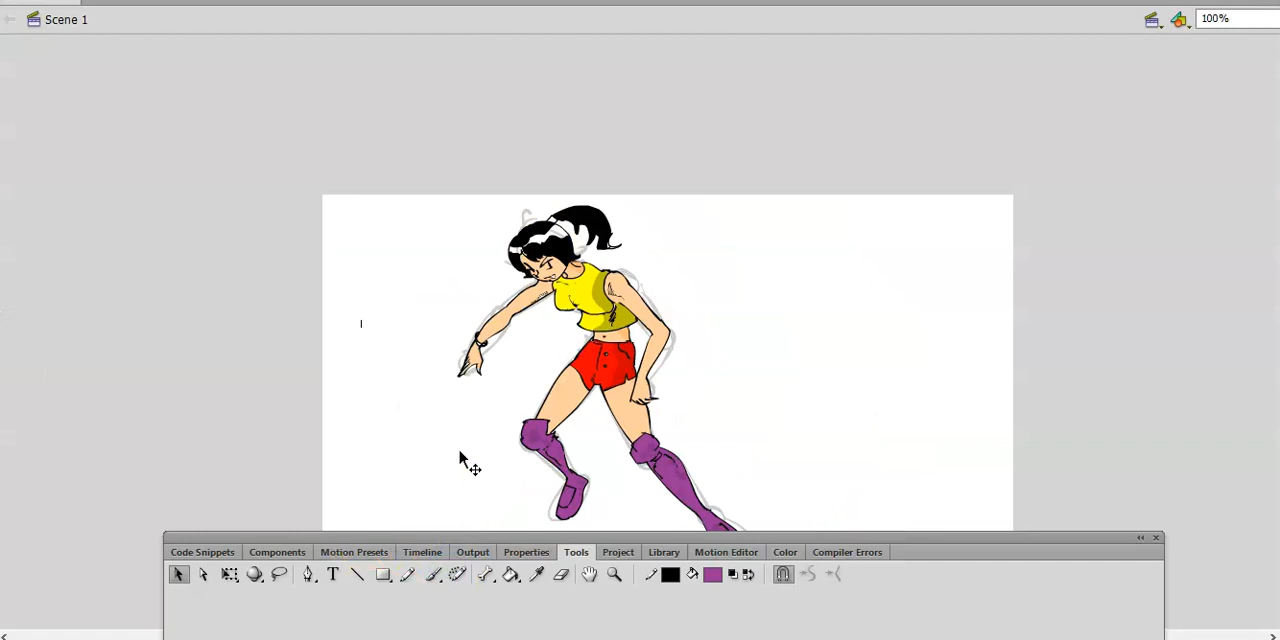 Scene 1
100%
Code Snippets
Components
Motion Presets
Timeline
Output
Properties
Tools
Project
Library
Motion Editor
Color
Compiler Errors
T